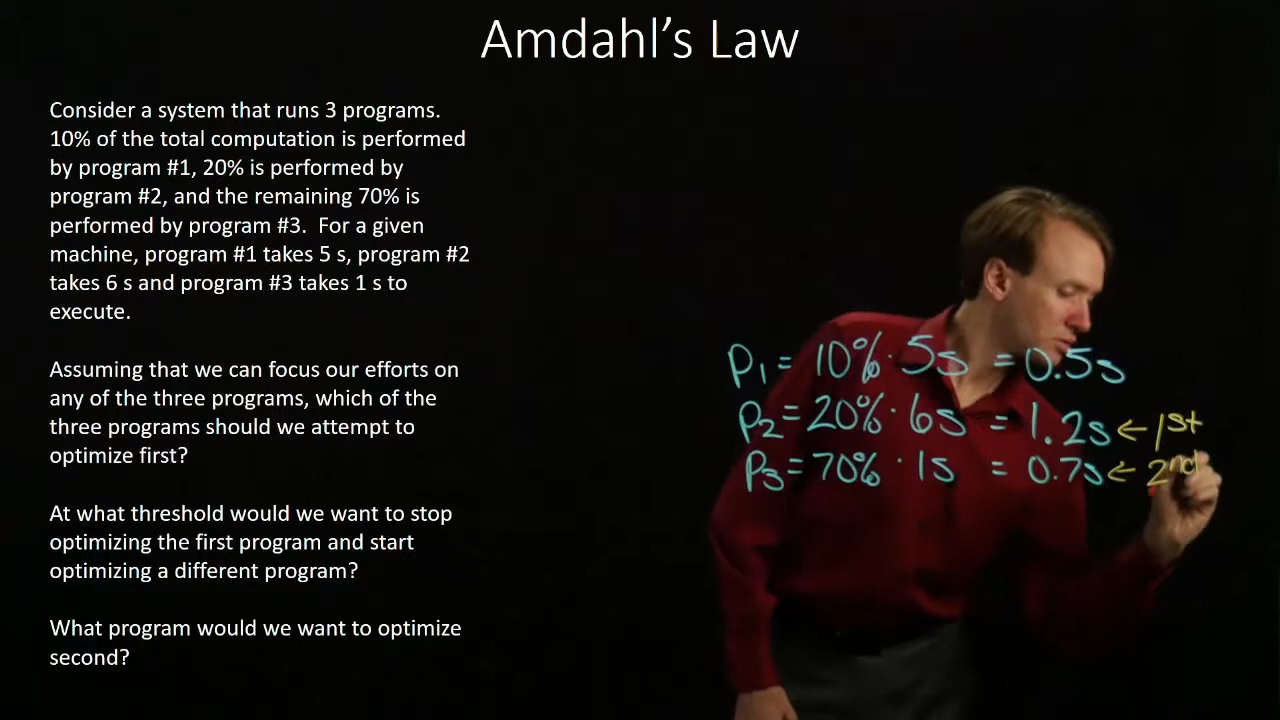 Amdahl's Law
Consider a system that runs 3 programs.
10% of the total computation is performed
by program #1, 20% is performed by
program #2, and the remaining 70% is
performed by program #3.  For a given
machine, program #1 takes 5 s, program #2
takes 6 s and program #3 takes 1 s to
execute.
Assuming that we can focus our efforts on
any of the three programs, which of the
three programs should we attempt to
optimize first?
At what threshold would we want to stop
optimizing the first program and start
optimizing a different program?
What program would we want to optimize
second?
P₁ = 10% · 5s = 0.5s
P₂ = 20% · 6s = 1.2s ← 1st
P₃ = 70% · 1s = 0.7s ← 2nd